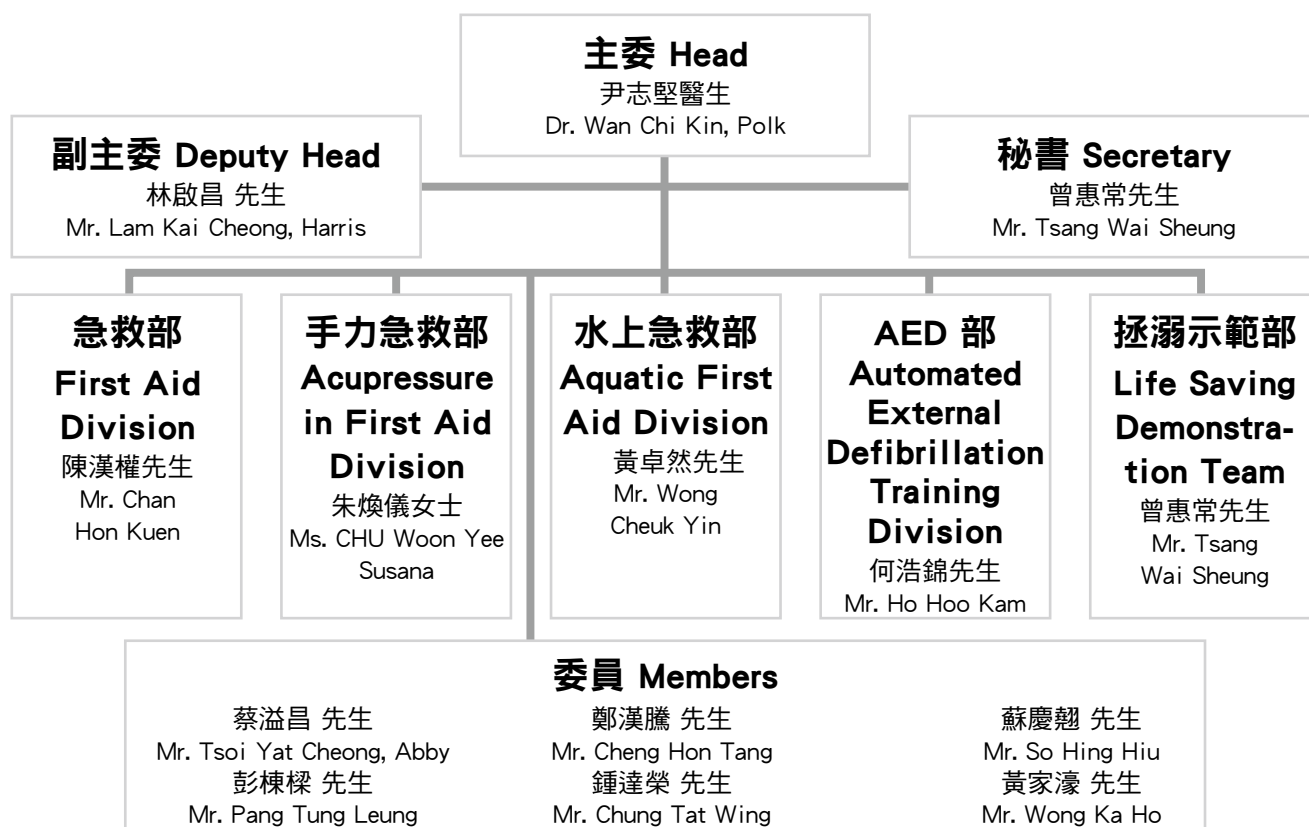 主委 Head
尹志堅醫生
Dr. Wan Chi Kin, Polk
副主委 Deputy Head
林啟昌 先生
Mr. Lam Kai Cheong, Harris
秘書 Secretary
曾惠常先生
Mr. Tsang Wai Sheung
急救部
First Aid
Division
陳漢權先生
Mr. Chan
Hon Kuen
手力急救部
Acupressure
in First Aid
Division
朱煥儀女士
Ms. CHU Woon Yee
Susana
水上急救部
Aquatic First
Aid Division
黃卓然先生
Mr. Wong
Cheuk Yin
AED 部
Automated
External
Defibrillation
Training
Division
何浩錦先生
Mr. Ho Hoo Kam
拯溺示範部
Life Saving
Demonstra-
tion Team
曾惠常先生
Mr. Tsang
Wai Sheung
委員 Members
蔡溢昌 先生
Mr. Tsoi Yat Cheong, Abby
彭棟樑 先生
Mr. Pang Tung Leung
鄭漢騰 先生
Mr. Cheng Hon Tang
鍾達榮 先生
Mr. Chung Tat Wing
蘇慶翹 先生
Mr. So Hing Hiu
黃家濠 先生
Mr. Wong Ka Ho